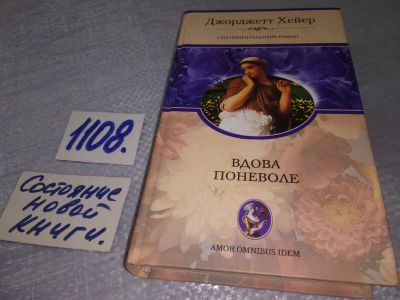 Джорджетт Хейер
СЕНТИМЕНТАЛЬНЫЙ РОМАН
ВДОВА
ПОНЕВОЛЕ
AMOR OMNIBUS IDEM
1108.
Состояние
новой
книги.